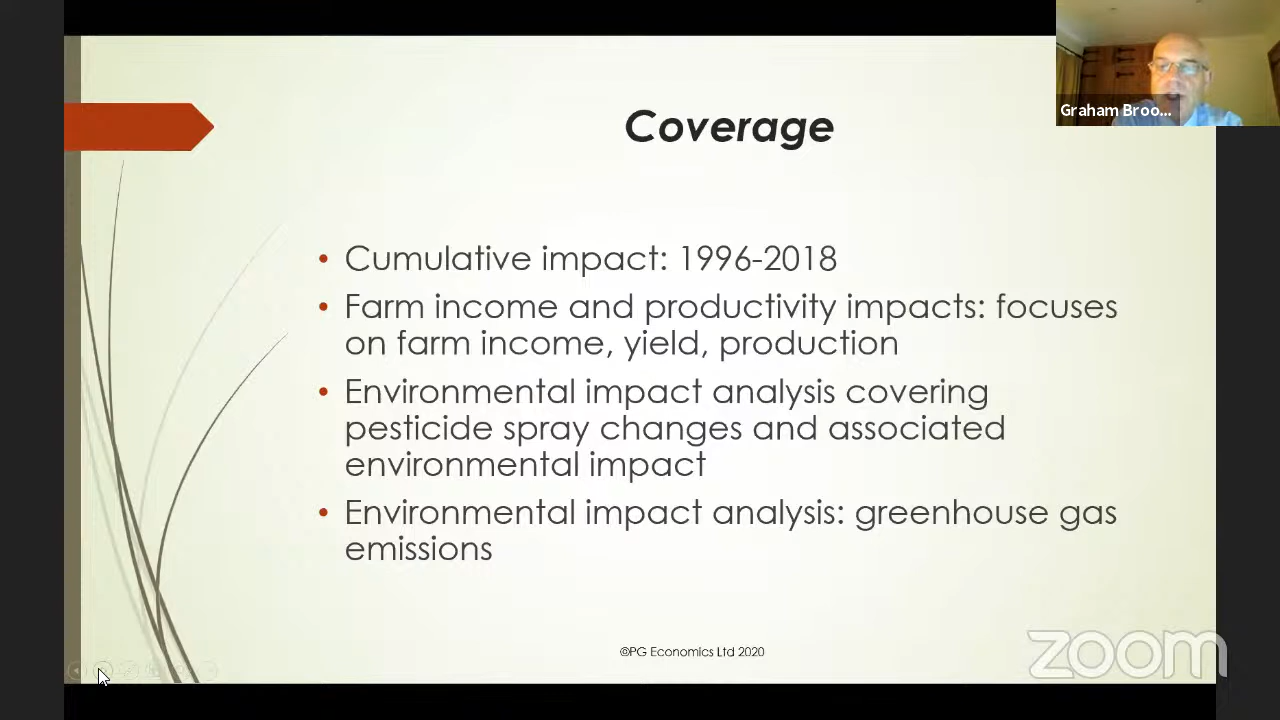 Coverage
Graham Broo...
• Cumulative impact: 1996-2018
• Farm income and productivity impacts: focuses
on farm income, yield, production
• Environmental impact analysis covering
pesticide spray changes and associated
environmental impact
• Environmental impact analysis: greenhouse gas
emissions
©PG Economics Ltd 2020
zoom